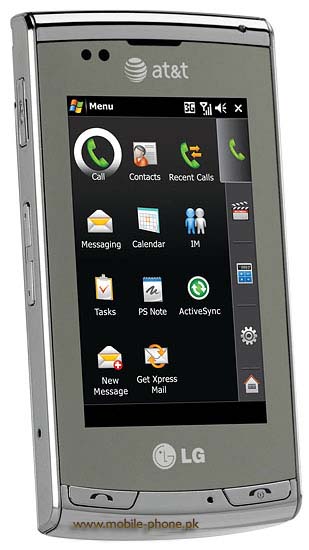 at&t
Menu
3G
Call Contacts Recent Calls
Messaging Calendar IM
Tasks PS Note ActiveSync
New Message Get Xpress Mail
LG
www.mobile-phone.pk